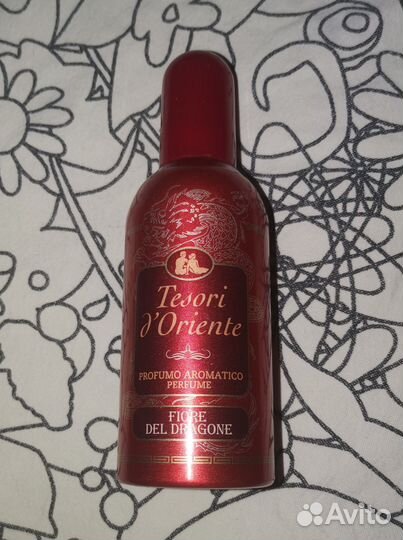 Tesori
d'Oriente
PROFUMO AROMATICO
PERFUME
FIORE
DEL DRAGONE
Avito